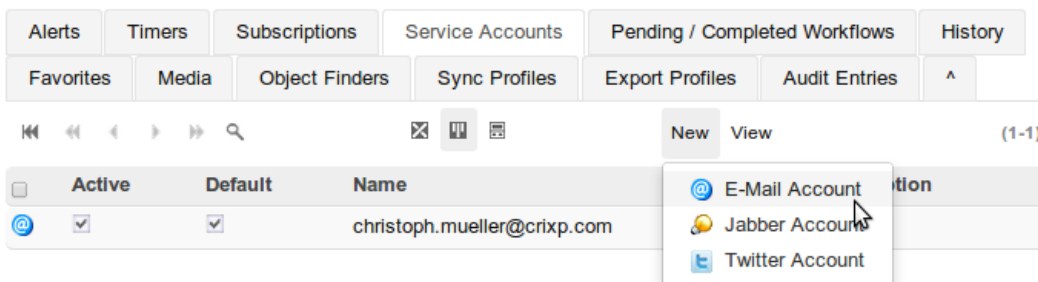 Alerts Timers Subscriptions Service Accounts Pending / Completed Workflows History
Favorites Media Object Finders Sync Profiles Export Profiles Audit Entries ^
New View (1-1)
Active Default Name tion
christoph.mueller@crixp.com
E-Mail Account
Jabber Account
Twitter Account